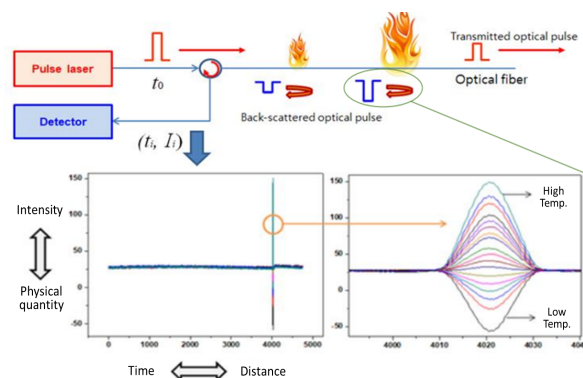 Transmitted optical pulse
Pulse laser
t0
Optical fiber
Detector
Back-scattered optical pulse
(ti, Ii)
Intensity
Physical
quantity
150
100
50
0
-50
0
1000
2000
3000
4000
5000
Time
Distance
150
100
50
0
-50
4000
4010
4020
4030
404
High
Temp.
Low
Temp.